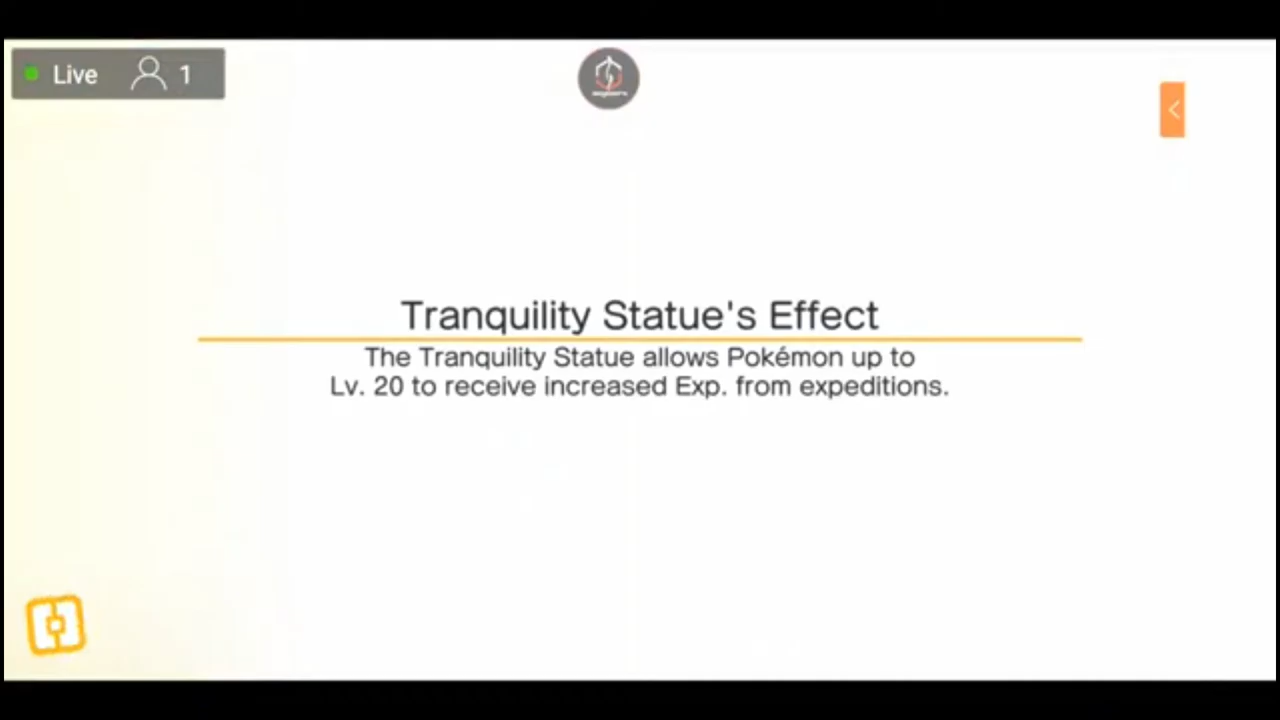 Live 1
Tranquility Statue's Effect
The Tranquility Statue allows Pokémon up to
Lv. 20 to receive increased Exp. from expeditions.